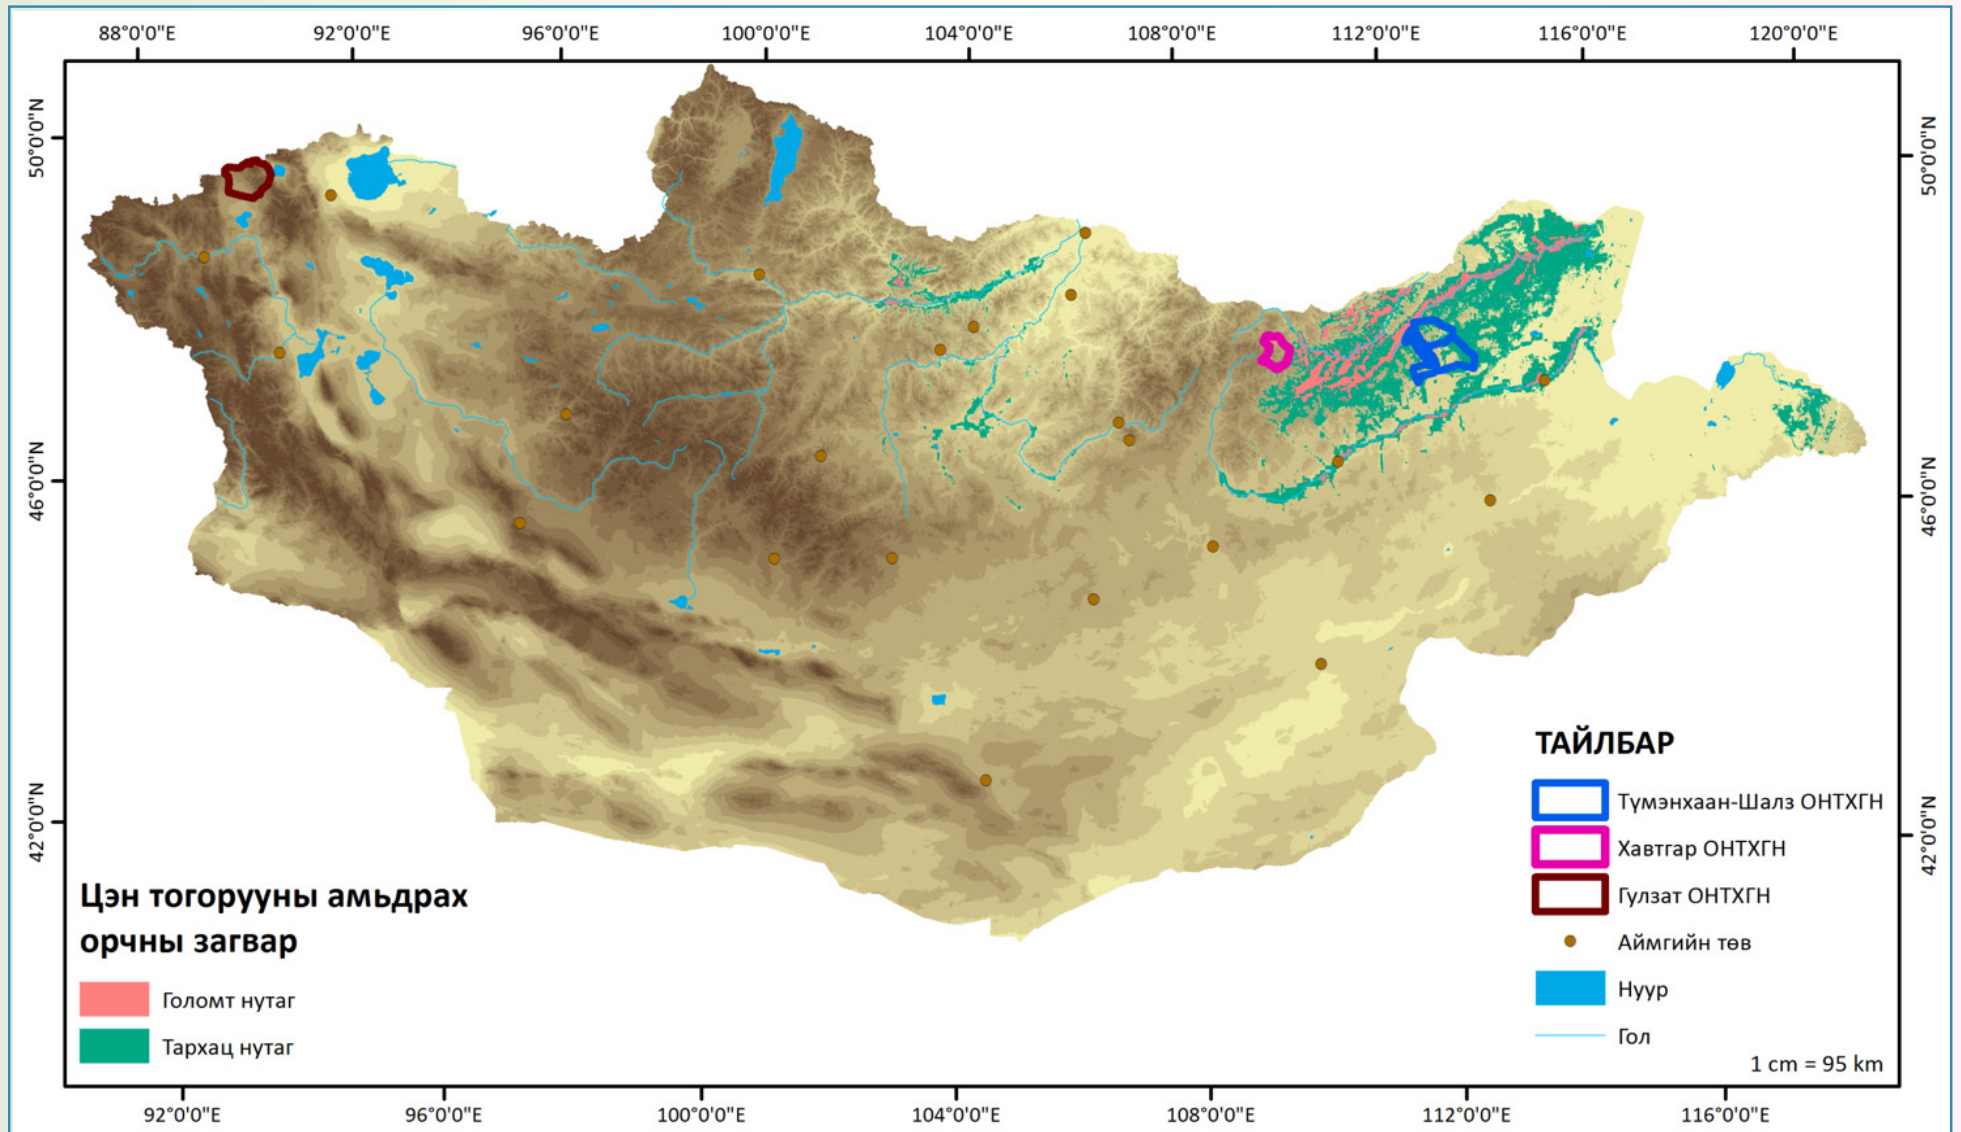 88°0'0"E 92°0'0"E 96°0'0"E 100°0'0"E 104°0'0"E 108°0'0"E 112°0'0"E 116°0'0"E 120°0'0"E
50°0'0"N
46°0'0"N
42°0'0"N
50°0'0"N
46°0'0"N
42°0'0"N
Цэн тогорууны амьдрах
орчны загвар
Голомт нутаг
Тархац нутаг
ТАЙЛБАР
Түмэнхаан-Шалз ОНТХГН
Хавтгар ОНТХГН
Гулзат ОНТХГН
Аймгийн төв
Нуур
Гол
1 cm = 95 km
92°0'0"E 96°0'0"E 100°0'0"E 104°0'0"E 108°0'0"E 112°0'0"E 116°0'0"E